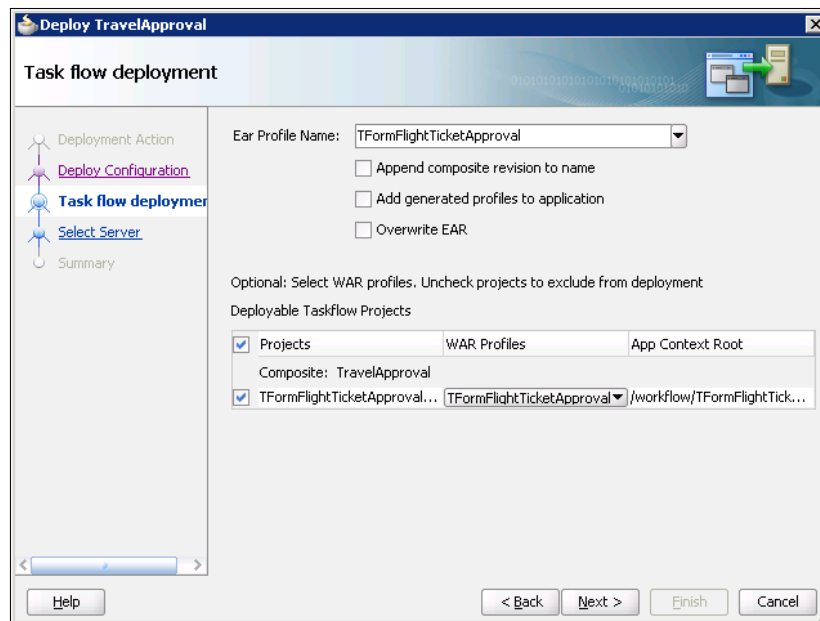 Deploy TravelApproval
Task flow deployment
Deployment Action
Deploy Configuration
Task flow deploymer
Select Server
Summary
Ear Profile Name: TFormFlightTicketApproval
Append composite revision to name
Add generated profiles to application
Overwrite EAR
Optional: Select WAR profiles. Uncheck projects to exclude from deployment
Deployable Taskflow Projects
Projects WAR Profiles App Context Root
Composite: TravelApproval
TFormFlightTicketApproval... TFormFlightTicketApproval /workflow/TFormFlightTick...
Help < Back Next > Finish Cancel